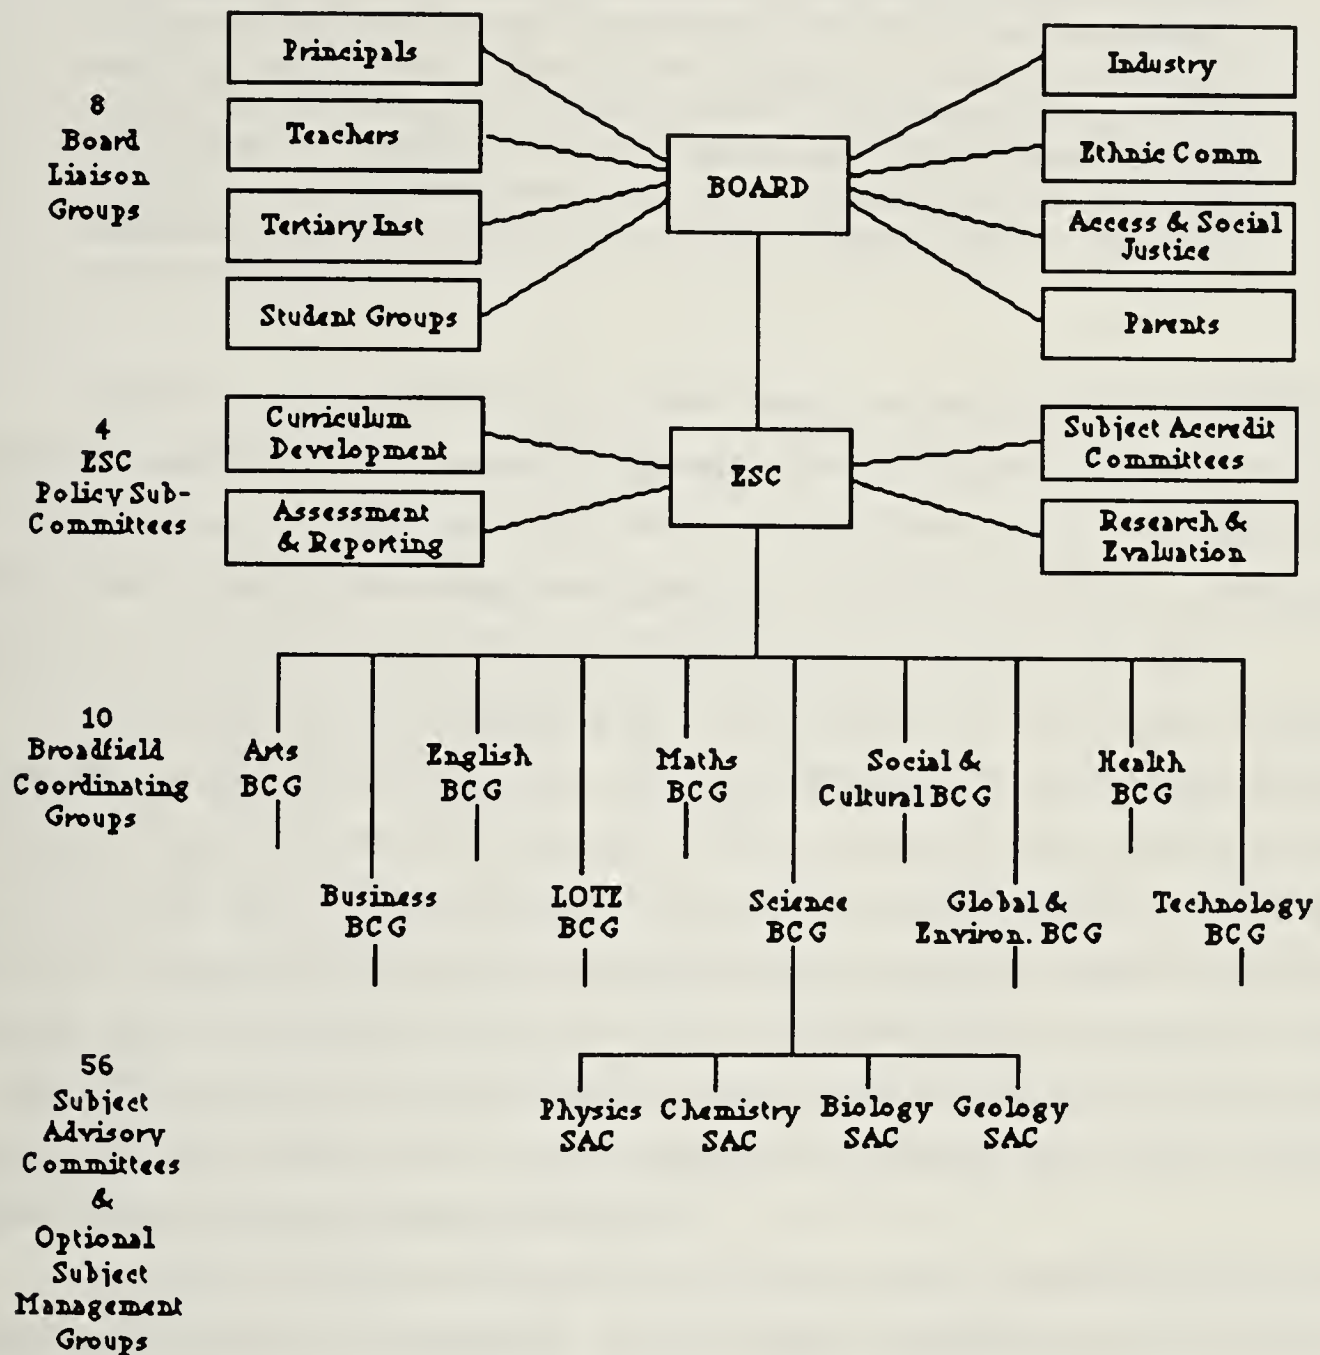 8
Board
Liaison
Groups
Principals
Teachers
Tertiary Inst
Student Groups
BOARD
Industry
Ethnic Comm
Access & Social
Justice
Parents
4
ESC
Policy Sub-
Committees
Curriculum
Development
Assessment
& Reporting
ESC
Subject Accredit
Committees
Research &
Evaluation
10
Broadfield
Coordinating
Groups
Arts
BCG
English
BCG
Maths
BCG
Social &
Cultural BCG
Health
BCG
Business
BCG
LOTE
BCG
Science
BCG
Global &
Environ. BCG
Technology
BCG
56
Subject
Advisory
Committees
&
Optional
Subject
Management
Groups
Physics
SAC
Chemistry
SAC
Biology
SAC
Geology
SAC